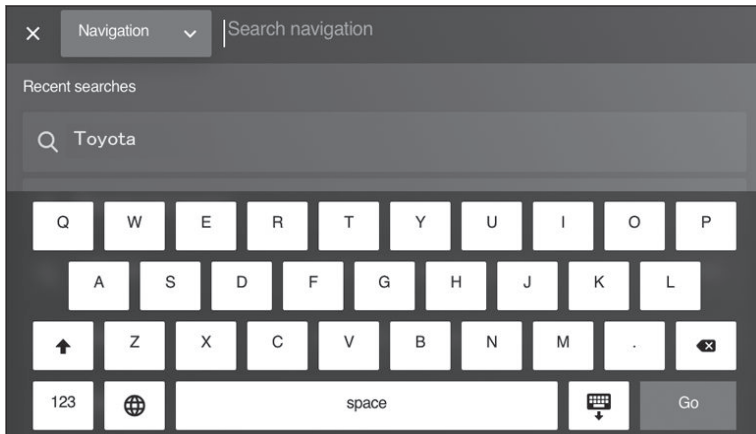 Navigation Search navigation
Recent searches
Toyota
Q W E R T Y U I O P
A S D F G H J K L
Z X C V B N M .
123 space Go